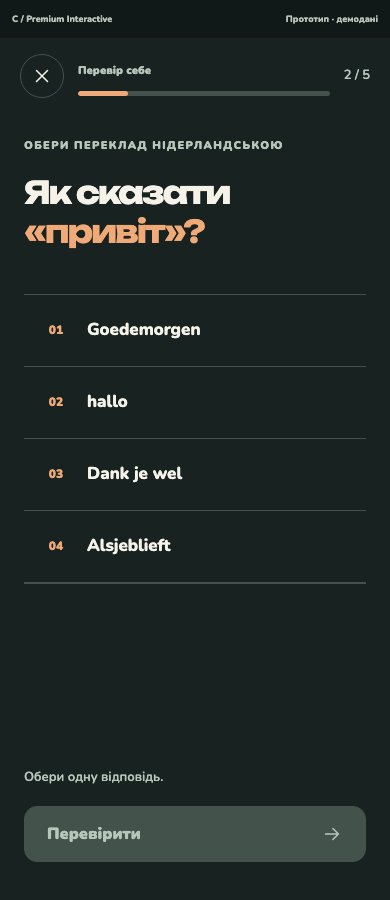 C / Premium Interactive
Прототип · демодані
Перевір себе
2 / 5
ОБЕРИ ПЕРЕКЛАД НІДЕРЛАНДСЬКОЮ
Як сказати
«привіт»?
01 Goedemorgen
02 hallo
03 Dank je wel
04 Alsjeblieft
Обери одну відповідь.
Перевірити